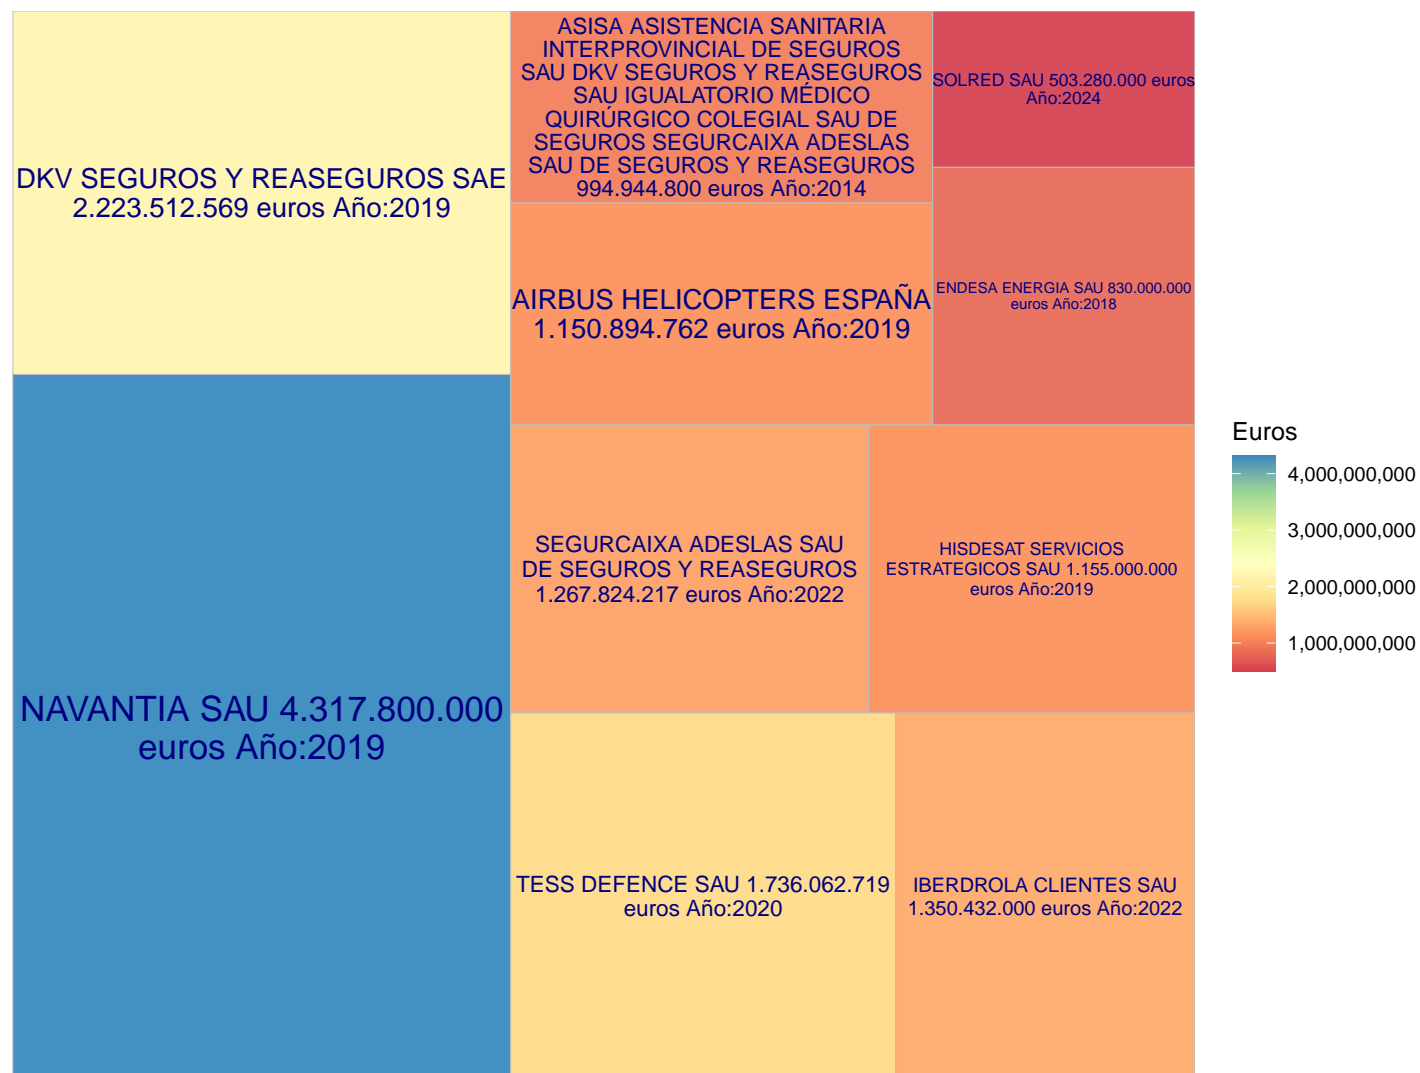 DKV SEGUROS Y REASEGUROS SAE
2.223.512.569 euros Año:2019
NAVANTIA SAU 4.317.800.000
euros Año:2019
ASISA ASISTENCIA SANITARIA
INTERPROVINCIAL DE SEGUROS
SAU DKV SEGUROS Y REASEGUROS
SAU IGUALATORIO MÉDICO
QUIRÚRGICO COLEGIAL SAU DE
SEGUROS SEGURCAIXA ADESLAS
SAU DE SEGUROS Y REASEGUROS
994.944.800 euros Año:2014
SOLRED SAU 503.280.000 euros
Año:2024
AIRBUS HELICOPTERS ESPAÑA
1.150.894.762 euros Año:2019
ENDESA ENERGIA SAU 830.000.000
euros Año:2018
SEGURCAIXA ADESLAS SAU
DE SEGUROS Y REASEGUROS
1.267.824.217 euros Año:2022
HISDESAT SERVICIOS
ESTRATEGICOS SAU 1.155.000.000
euros Año:2019
TESS DEFENCE SAU 1.736.062.719
euros Año:2020
IBERDROLA CLIENTES SAU
1.350.432.000 euros Año:2022
Euros
4,000,000,000
3,000,000,000
2,000,000,000
1,000,000,000